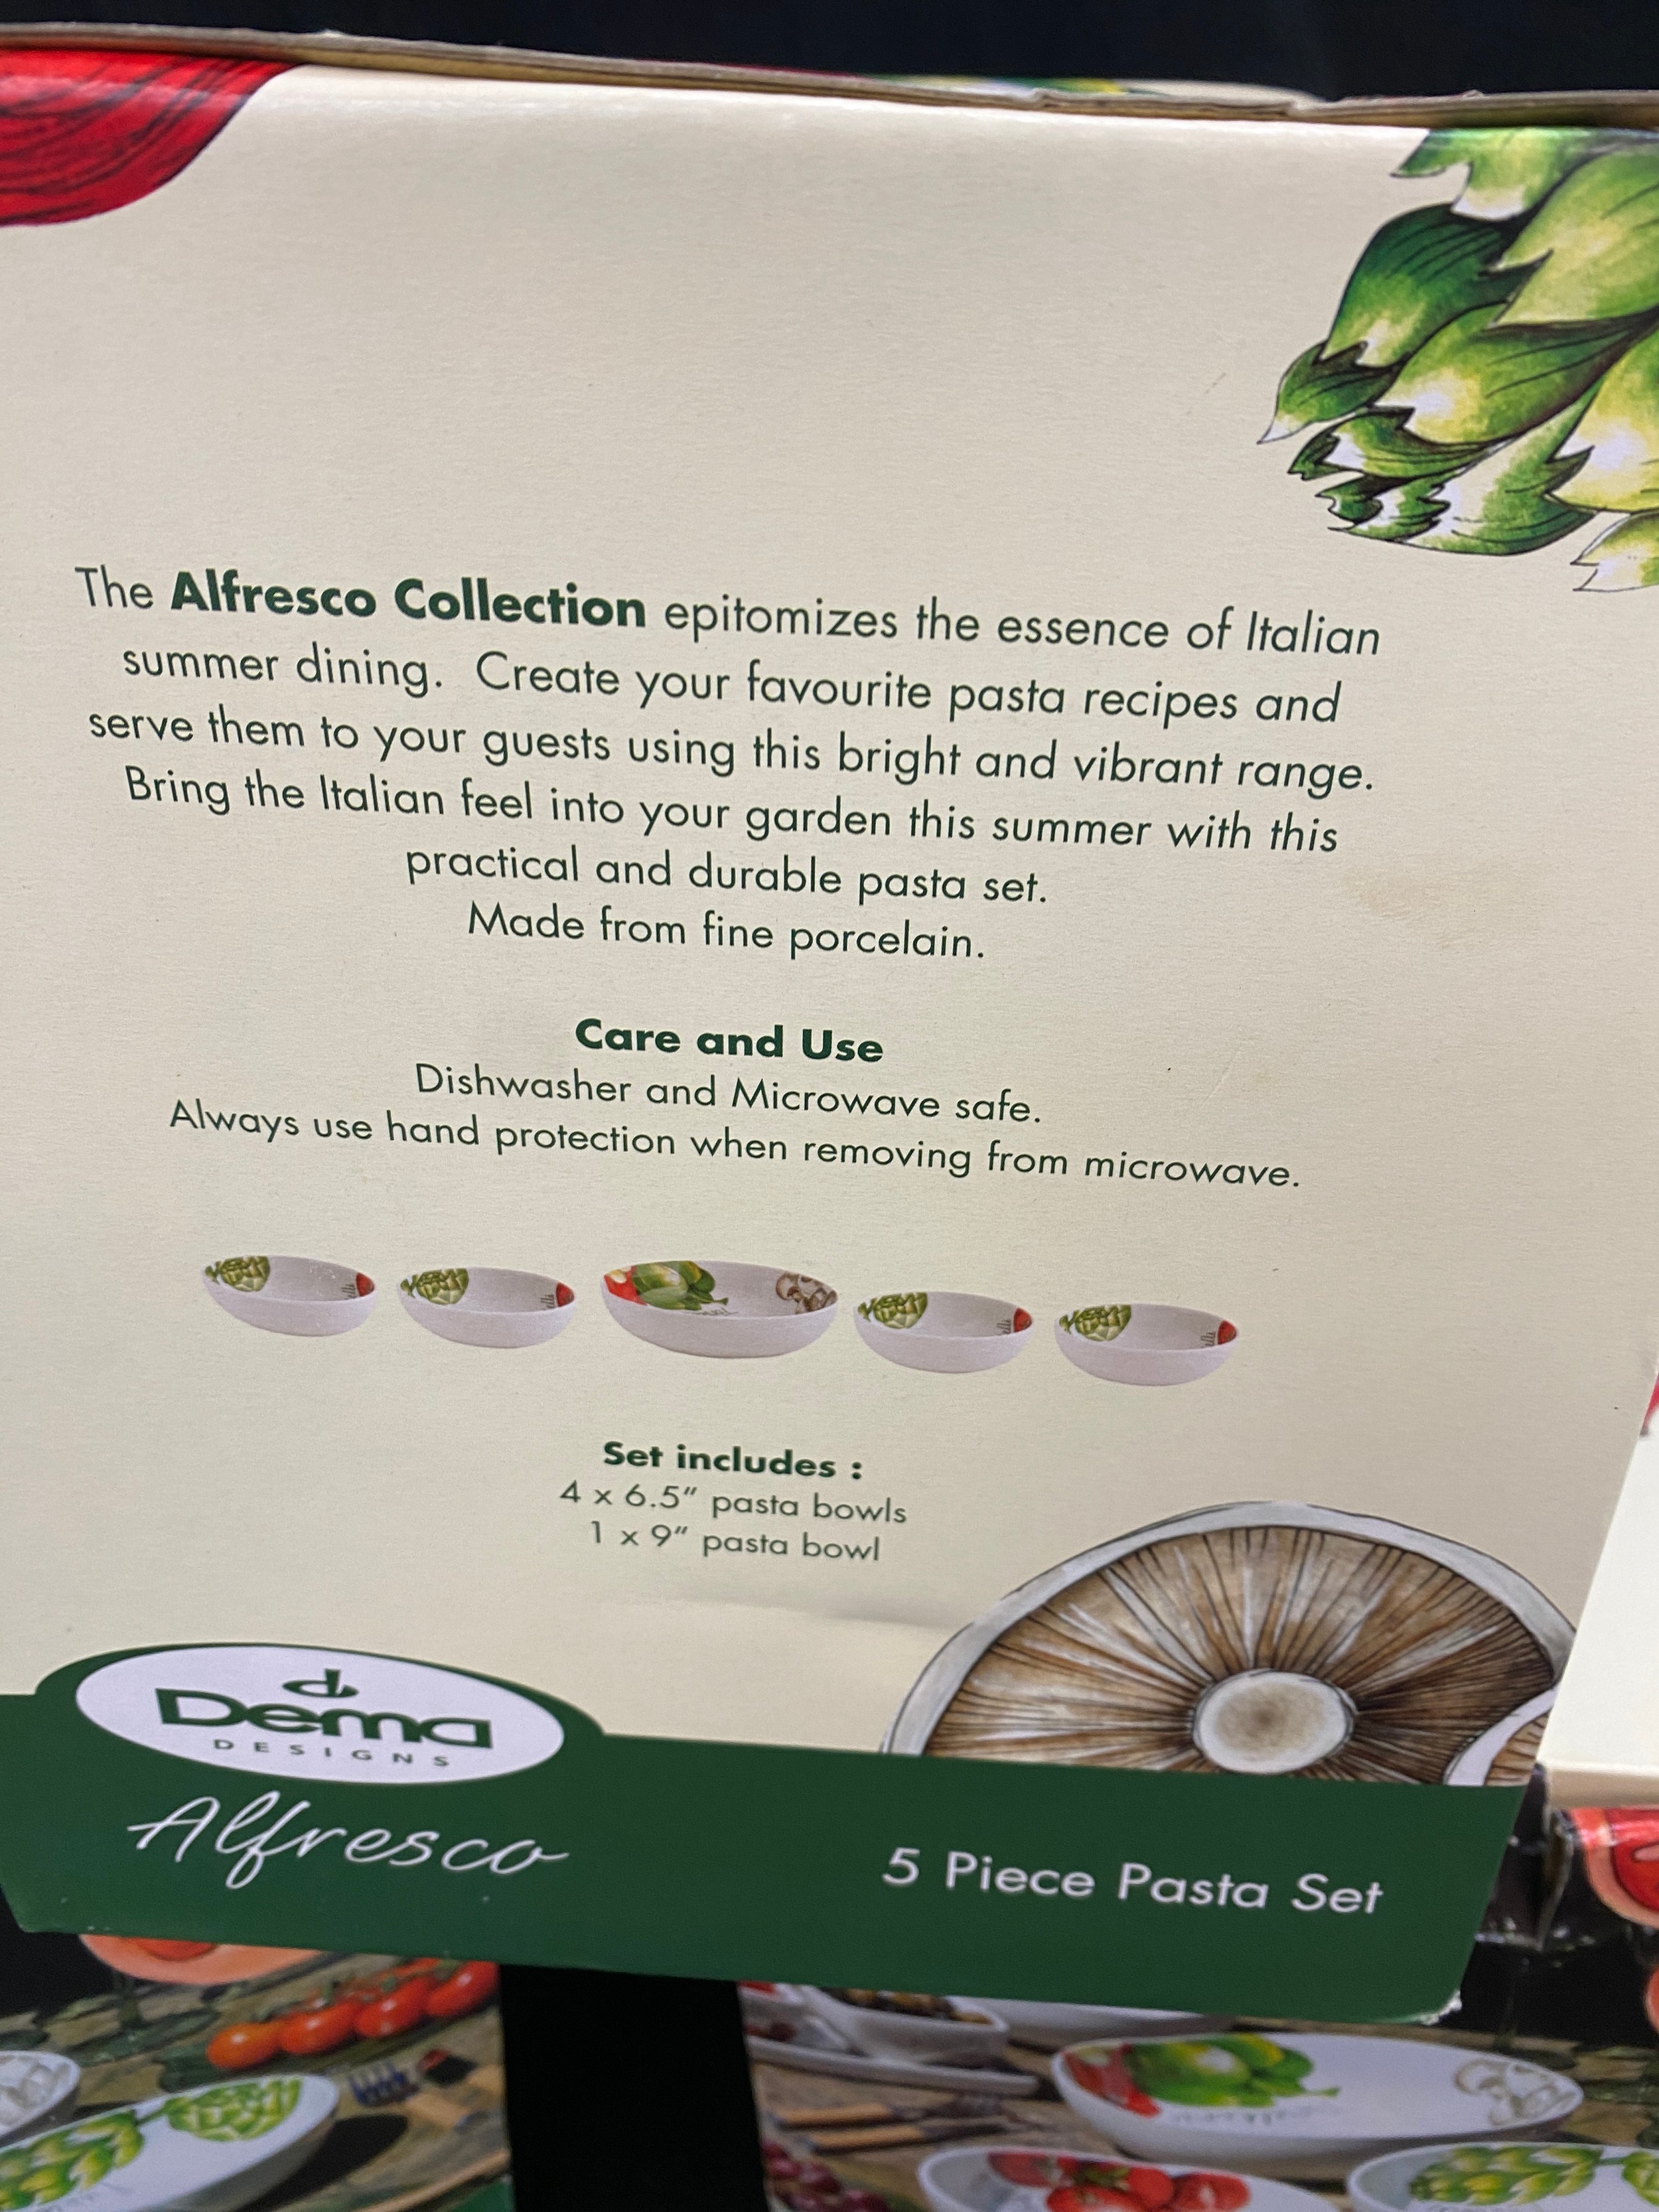 The Alfresco Collection epitomizes the essence of Italian
summer dining. Create your favourite pasta recipes and
serve them to your guests using this bright and vibrant range.
Bring the Italian feel into your garden this summer with this
practical and durable pasta set.
Made from fine porcelain.
Care and Use
Dishwasher and Microwave safe.
Always use hand protection when removing from microwave.
Set includes :
4 x 6.5" pasta bowls
1 x 9" pasta bowl
d
Dema
DESIGNS
Alfresco
5 Piece Pasta Set